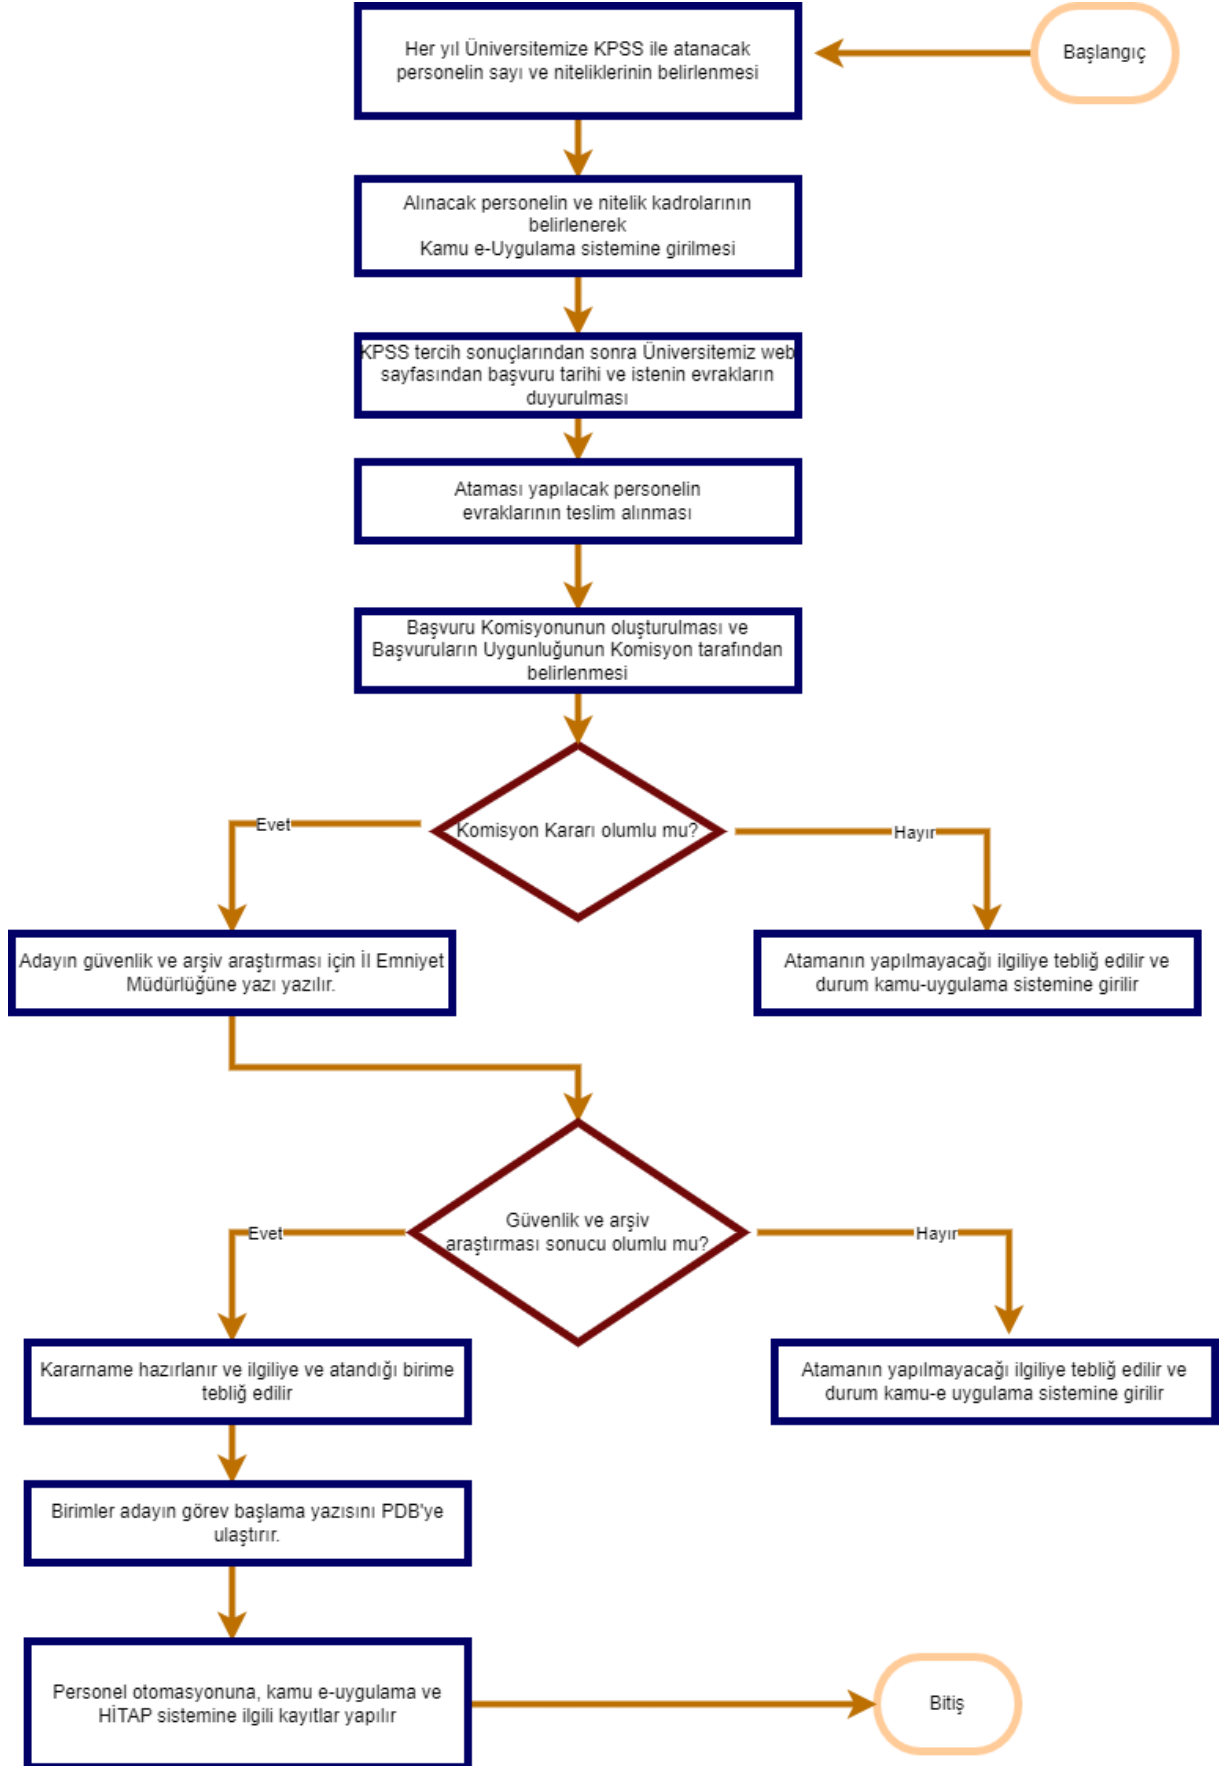 Başlangıç
Her yıl Üniversitemize KPSS ile atanacak
personelin sayı ve niteliklerinin belirlenmesi
Alınacak personelin ve nitelik kadrolarının
belirlenerek
Kamu e-Uygulama sistemine girilmesi
KPSS tercih sonuçlarından sonra Üniversitemiz web
sayfasından başvuru tarihi ve istenin evrakların
duyurulması
Ataması yapılacak personelin
evraklarının teslim alınması
Başvuru Komisyonunun oluşturulması ve
Başvuruların Uygunluğunun Komisyon tarafından
belirlenmesi
Komisyon Kararı olumlu mu?
Evet
Hayır
Adayın güvenlik ve arşiv araştırması için İl Emniyet
Müdürlüğüne yazı yazılır.
Atamanın yapılmayacağı ilgiliye tebliğ edilir ve
durum kamu-uygulama sistemine girilir
Güvenlik ve arşiv
araştırması sonucu olumlu mu?
Evet
Hayır
Kararname hazırlanır ve ilgiliye ve atandığı birime
tebliğ edilir
Atamanın yapılmayacağı ilgiliye tebliğ edilir ve
durum kamu-e uygulama sistemine girilir
Birimler adayın görev başlama yazısını PDB'ye
ulaştırır.
Personel otomasyonuna, kamu e-uygulama ve
HİTAP sistemine ilgili kayıtlar yapılır
Bitiş